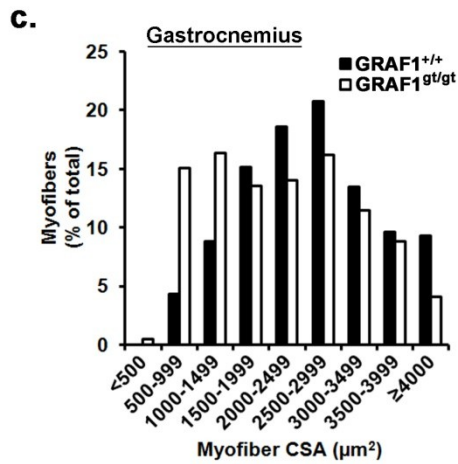 c.
Gastrocnemius
GRAF1+/+
GRAF1gt/gt
25
20
15
10
5
0
Myofibers
(% of total)
<500
500-999
1000-1499
1500-1999
2000-2499
2500-2999
3000-3499
3500-3999
≥4000
Myofiber CSA (µm²)